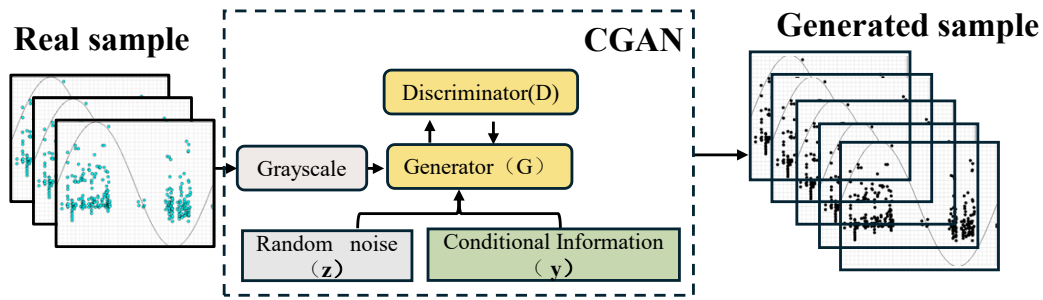 Real sample
CGAN
Generated sample
Discriminator(D)
Grayscale
Generator（G）
Random noise
（z）
Conditional Information
（y）